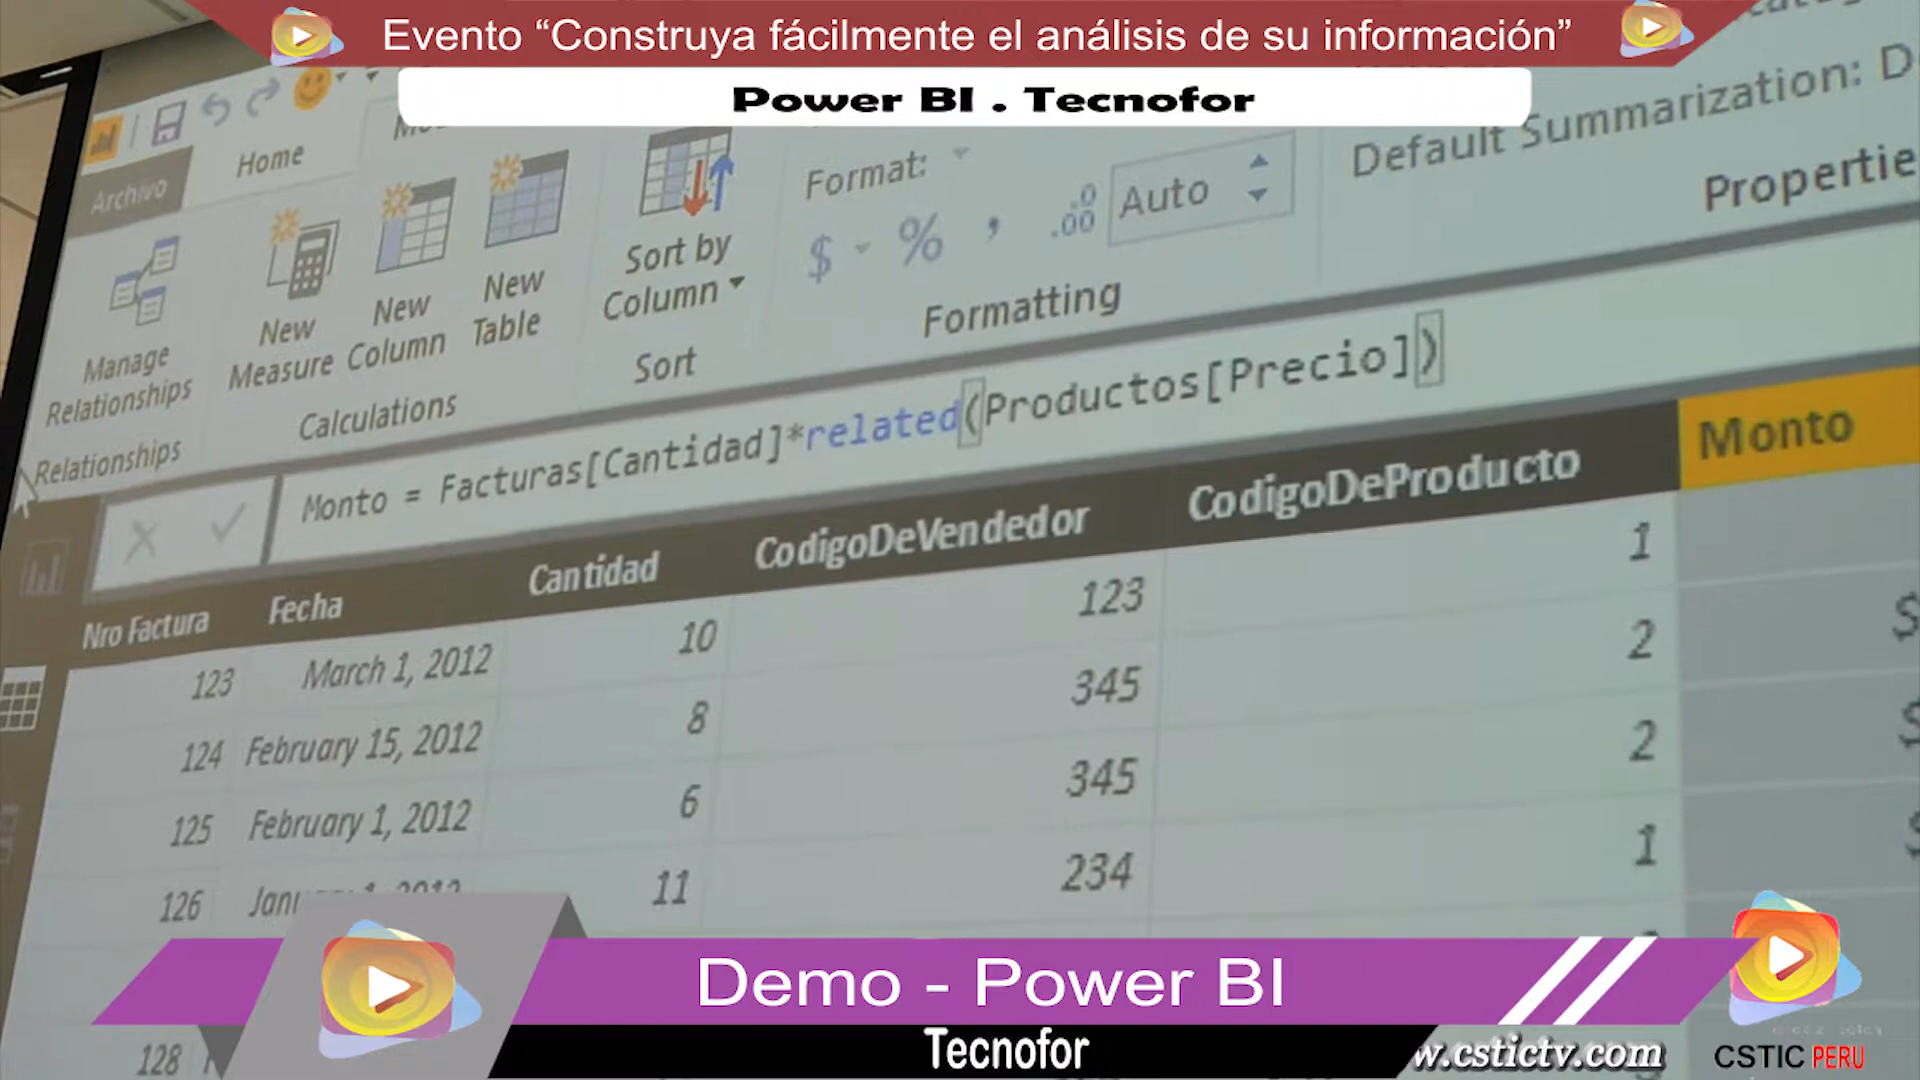 Evento “Construya fácilmente el análisis de su información”
Power BI . Tecnofor
Archivo
Home
Manage
Relationships
Relationships
New
Measure
New
Column
New
Table
Calculations
Sort by
Column
Sort
Format:
$ % , .0 .00 Auto
Formatting
Default Summarization: D
Propertie
Monto = Facturas[Cantidad]*related(Productos[Precio])
Nro Factura Fecha Cantidad CodigoDeVendedor CodigoDeProducto Monto
123 March 1, 2012 10 123 1
124 February 15, 2012 8 345 2 $
125 February 1, 2012 6 345 2 $
126 11 234 1 $
128
Demo - Power BI
Tecnofor
w.cstictv.com
CSTIC PERU